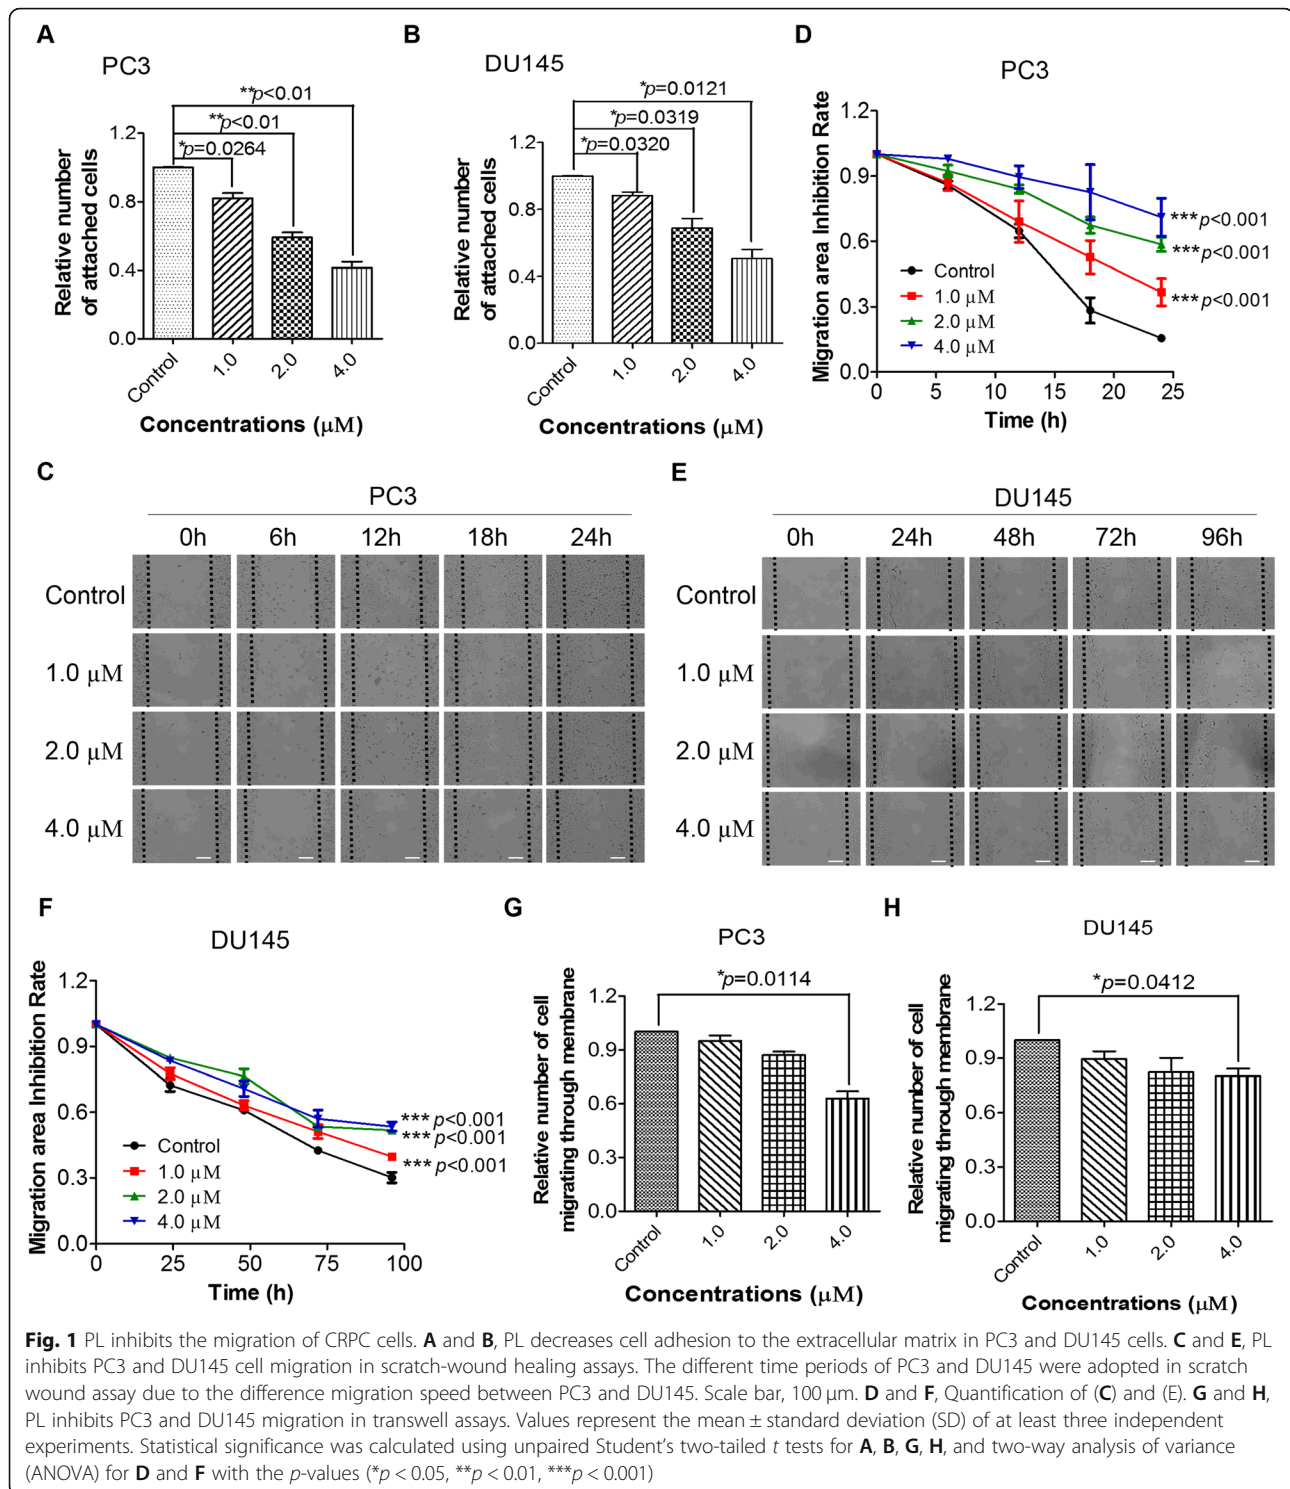 A
PC3
**p<0.01
**p<0.01
*p=0.0264
1.2
0.8
0.4
0.0
Relative number
of attached cells
Control
1.0
2.0
4.0
Concentrations (μM)
B
DU145
*p=0.0121
*p=0.0319
*p=0.0320
1.2
0.8
0.4
0.0
Relative number
of attached cells
Control
1.0
2.0
4.0
Concentrations (μM)
D
PC3
Migration area Inhibition Rate
1.2
0.9
0.6
0.3
0.0
***p<0.001
***p<0.001
***p<0.001
Control
1.0 μM
2.0 μM
4.0 μM
0 5 10 15 20 25
Time (h)
C
PC3
0h 6h 12h 18h 24h
Control
1.0 μM
2.0 μM
4.0 μM
E
DU145
0h 24h 48h 72h 96h
Control
1.0 μM
2.0 μM
4.0 μM
F
DU145
Migration area Inhibition Rate
1.2
0.9
0.6
0.3
0.0
*** p<0.001
*** p<0.001
*** p<0.001
Control
1.0 μM
2.0 μM
4.0 μM
0 25 50 75 100
Time (h)
G
PC3
*p=0.0114
Relative number of cell
migrating through membrane
1.2
0.9
0.6
0.3
0.0
Control
1.0
2.0
4.0
Concentrations (μM)
H
DU145
*p=0.0412
Relative number of cell
migrating through membrane
1.2
0.9
0.6
0.3
0.0
Control
1.0
2.0
4.0
Concentrations (μM)
Fig. 1 PL inhibits the migration of CRPC cells. A and B, PL decreases cell adhesion to the extracellular matrix in PC3 and DU145 cells. C and E, PL
inhibits PC3 and DU145 cell migration in scratch-wound healing assays. The different time periods of PC3 and DU145 were adopted in scratch
wound assay due to the difference migration speed between PC3 and DU145. Scale bar, 100 μm. D and F, Quantification of (C) and (E). G and H,
PL inhibits PC3 and DU145 migration in transwell assays. Values represent the mean ± standard deviation (SD) of at least three independent
experiments. Statistical significance was calculated using unpaired Student's two-tailed t tests for A, B, G, H, and two-way analysis of variance
(ANOVA) for D and F with the p-values (*p < 0.05, **p < 0.01, ***p < 0.001)